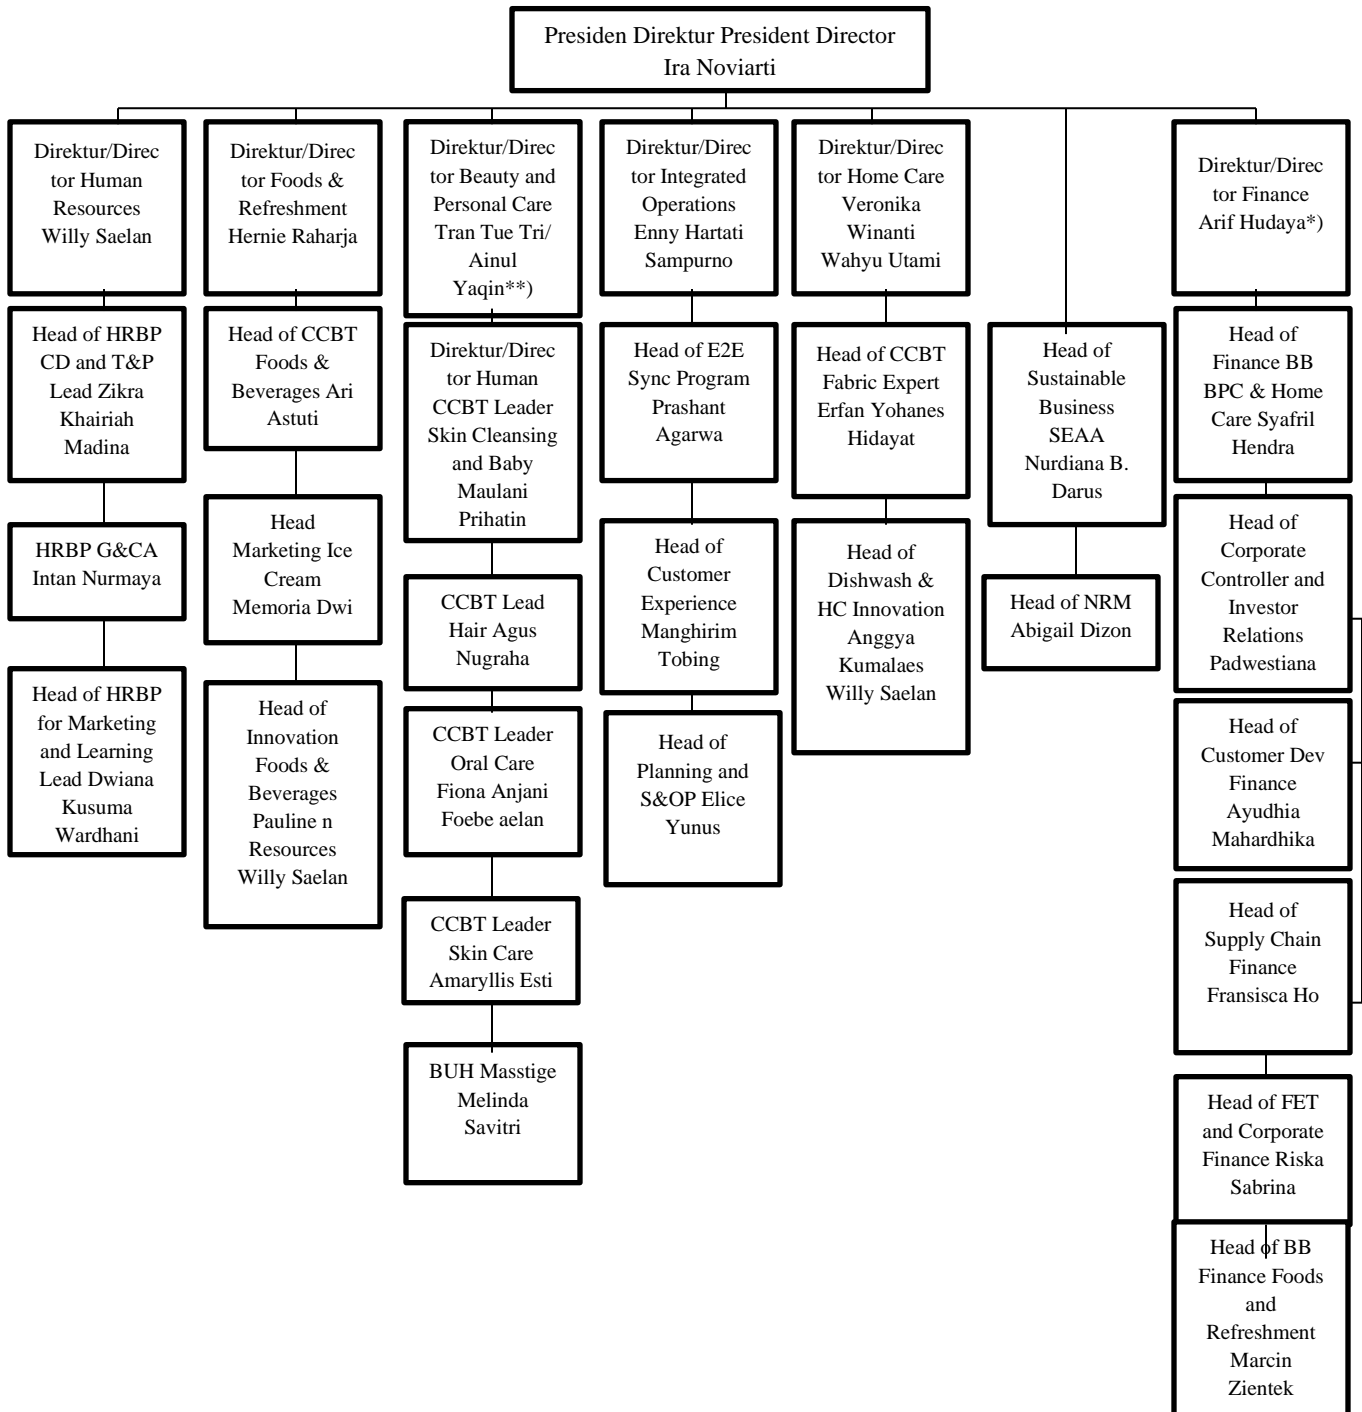 Presiden Direktur President Director
Ira Noviarti
Direktur/Direc
tor Human
Resources
Willy Saelan
Head of HRBP
CD and T&P
Lead Zikra
Khairiah
Madina
HRBP G&CA
Intan Nurmaya
Head of HRBP
for Marketing
and Learning
Lead Dwiana
Kusuma
Wardhani
Direktur/Direc
tor Foods &
Refreshment
Hernie Raharja
Head of CCBT
Foods &
Beverages Ari
Astuti
Head
Marketing Ice
Cream
Memoria Dwi
Head of
Innovation
Foods &
Beverages
Pauline n
Resources
Willy Saelan
Direktur/Direc
tor Beauty and
Personal Care
Tran Tue Tri/
Ainul
Yaqin**)
Direktur/Direc
tor Human
CCBT Leader
Skin Cleansing
and Baby
Maulani
Prihatin
CCBT Lead
Hair Agus
Nugraha
CCBT Leader
Oral Care
Fiona Anjani
Foebe aelan
CCBT Leader
Skin Care
Amaryllis Esti
BUH Masstige
Melinda
Savitri
Direktur/Direc
tor Integrated
Operations
Enny Hartati
Sampurno
Head of E2E
Sync Program
Prashant
Agarwa
Head of
Customer
Experience
Manghirim
Tobing
Head of
Planning and
S&OP Elice
Yunus
Direktur/Direc
tor Home Care
Veronika
Winanti
Wahyu Utami
Head of CCBT
Fabric Expert
Erfan Yohanes
Hidayat
Head of
Dishwash &
HC Innovation
Anggya
Kumalaes
Willy Saelan
Head of
Sustainable
Business
SEAA
Nurdiana B.
Darus
Head of NRM
Abigail Dizon
Direktur/Direc
tor Finance
Arif Hudaya*)
Head of
Finance BB
BPC & Home
Care Syafril
Hendra
Head of
Corporate
Controller and
Investor
Relations
Padwestiana
Head of
Customer Dev
Finance
Ayudhia
Mahardhika
Head of
Supply Chain
Finance
Fransisca Ho
Head of FET
and Corporate
Finance Riska
Sabrina
Head of BB
Finance Foods
and
Refreshment
Marcin
Zientek